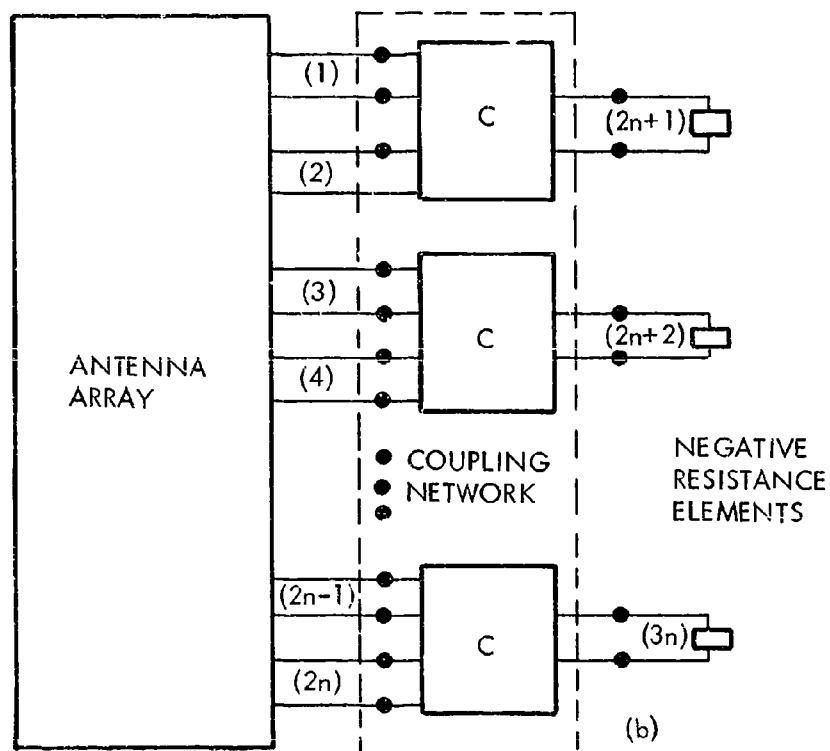 (1)
C
(2n+1)
(2)
(3)
C
(2n+2)
(4)
ANTENNA
ARRAY
COUPLING
NETWORK
NEGATIVE
RESISTANCE
ELEMENTS
(2n-1)
C
(3n)
(2n)
(b)